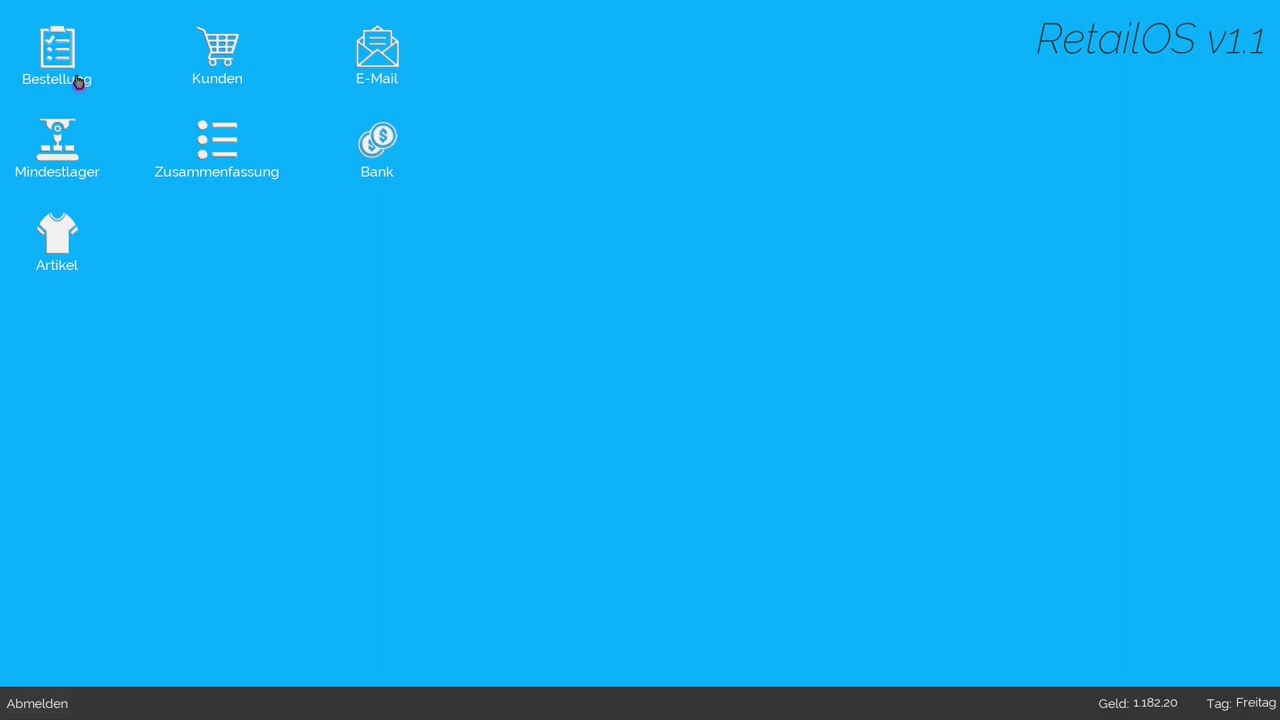 RetailOS v1.1
Bestellung
Kunden
E-Mail
Mindestlager
Zusammenfassung
Bank
Artikel
Abmelden
Geld: 1.182,20
Tag: Freitag